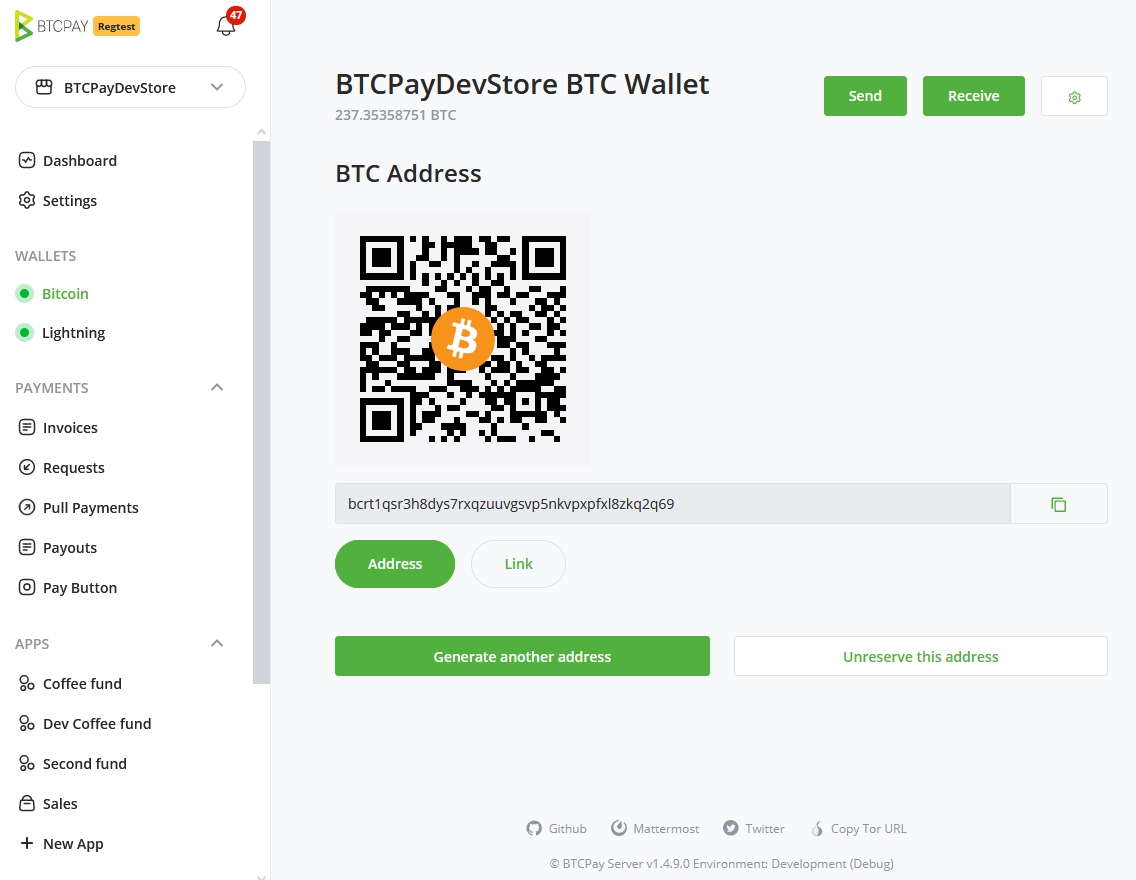 BTCPAY Regtest
47
BTCPayDevStore
Dashboard
Settings
WALLETS
Bitcoin
Lightning
PAYMENTS
Invoices
Requests
Pull Payments
Payouts
Pay Button
APPS
Coffee fund
Dev Coffee fund
Second fund
Sales
New App
BTCPayDevStore BTC Wallet
237.35358751 BTC
Send
Receive
BTC Address
bcrt1qsr3h8dys7rxqzuuvgsvp5nkvpxpfxl8zkq2q69
Address
Link
Generate another address
Unreserve this address
Github
Mattermost
Twitter
Copy Tor URL
© BTCPay Server v1.4.9.0 Environment: Development (Debug)